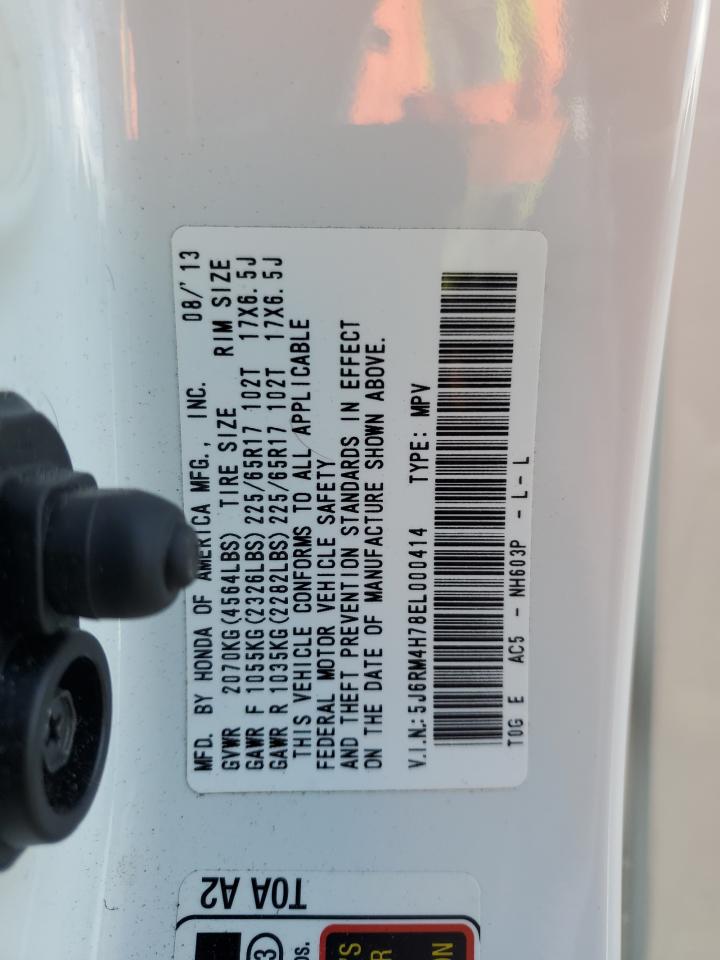 MFD. BY HONDA OF AMERICA MFG., INC. 08/'13
GVWR 2070KG(4564LBS) TIRE SIZE RIM SIZE
GAWR F 1055KG(2326LBS) 225/65R17 102T 17X6.5J
GAWR R 1035KG(2282LBS) 225/65R17 102T 17X6.5J
THIS VEHICLE CONFORMS TO ALL APPLICABLE
FEDERAL MOTOR VEHICLE SAFETY
AND THEFT PREVENTION STANDARDS IN EFFECT
ON THE DATE OF MANUFACTURE SHOWN ABOVE.
V.I.N.: 5J6RM4H78EL000414 TYPE: MPV
T0G E AC5 - NH603P - L - L
T0A A2
3
OS.
'S
R
ON